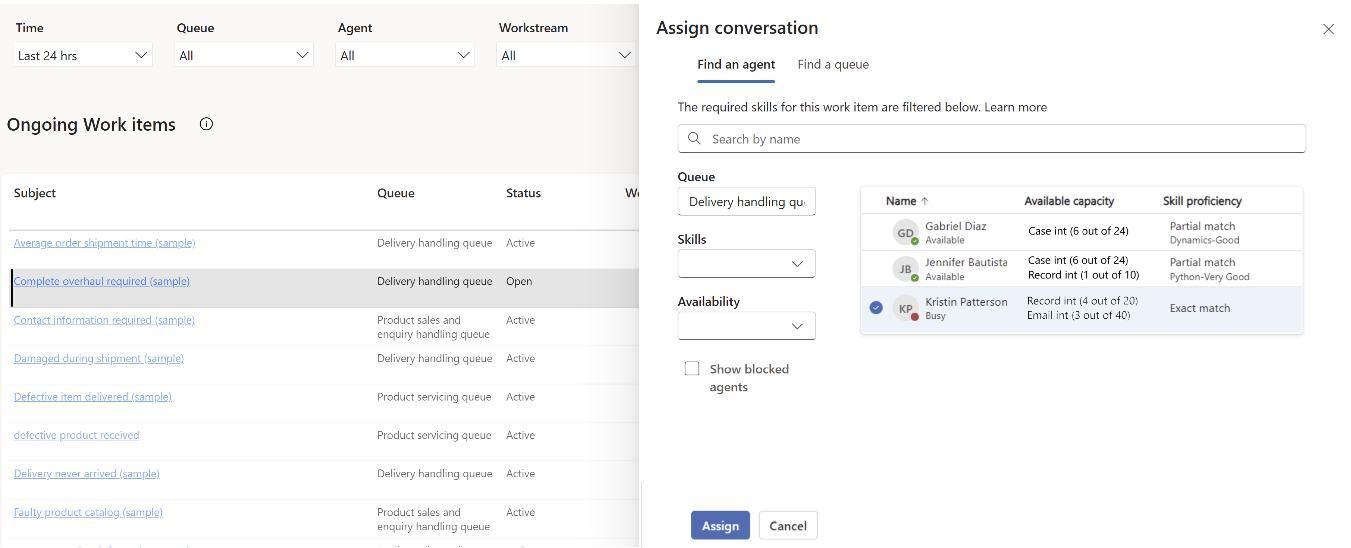 Time
Queue
Agent
Workstream
Last 24 hrs
All
All
All
Ongoing Work items
Subject
Queue
Status
Average order shipment time (sample)
Delivery handling queue
Active
Complete overhaul required (sample)
Delivery handling queue
Open
Contact information required (sample)
Product sales and
enquiry handling queue
Active
Damaged during shipment (sample)
Delivery handling queue
Active
Defective item delivered (sample)
Product servicing queue
Active
defective product received
Product servicing queue
Active
Delivery never arrived (sample)
Delivery handling queue
Active
Faulty product catalog (sample)
Product sales and
enquiry handling queue
Active
Assign conversation
Find an agent
Find a queue
The required skills for this work item are filtered below. Learn more
Search by name
Queue
Delivery handling qu
Skills
Availability
Show blocked
agents
Name
Available capacity
Skill proficiency
GD
Gabriel Diaz
Available
Case int (6 out of 24)
Partial match
Dynamics-Good
JB
Jennifer Bautista
Available
Case int (6 out of 24)
Record int (1 out of 10)
Partial match
Python-Very Good
KP
Kristin Patterson
Busy
Record int (4 out of 20)
Email int (3 out of 40)
Exact match
Assign
Cancel